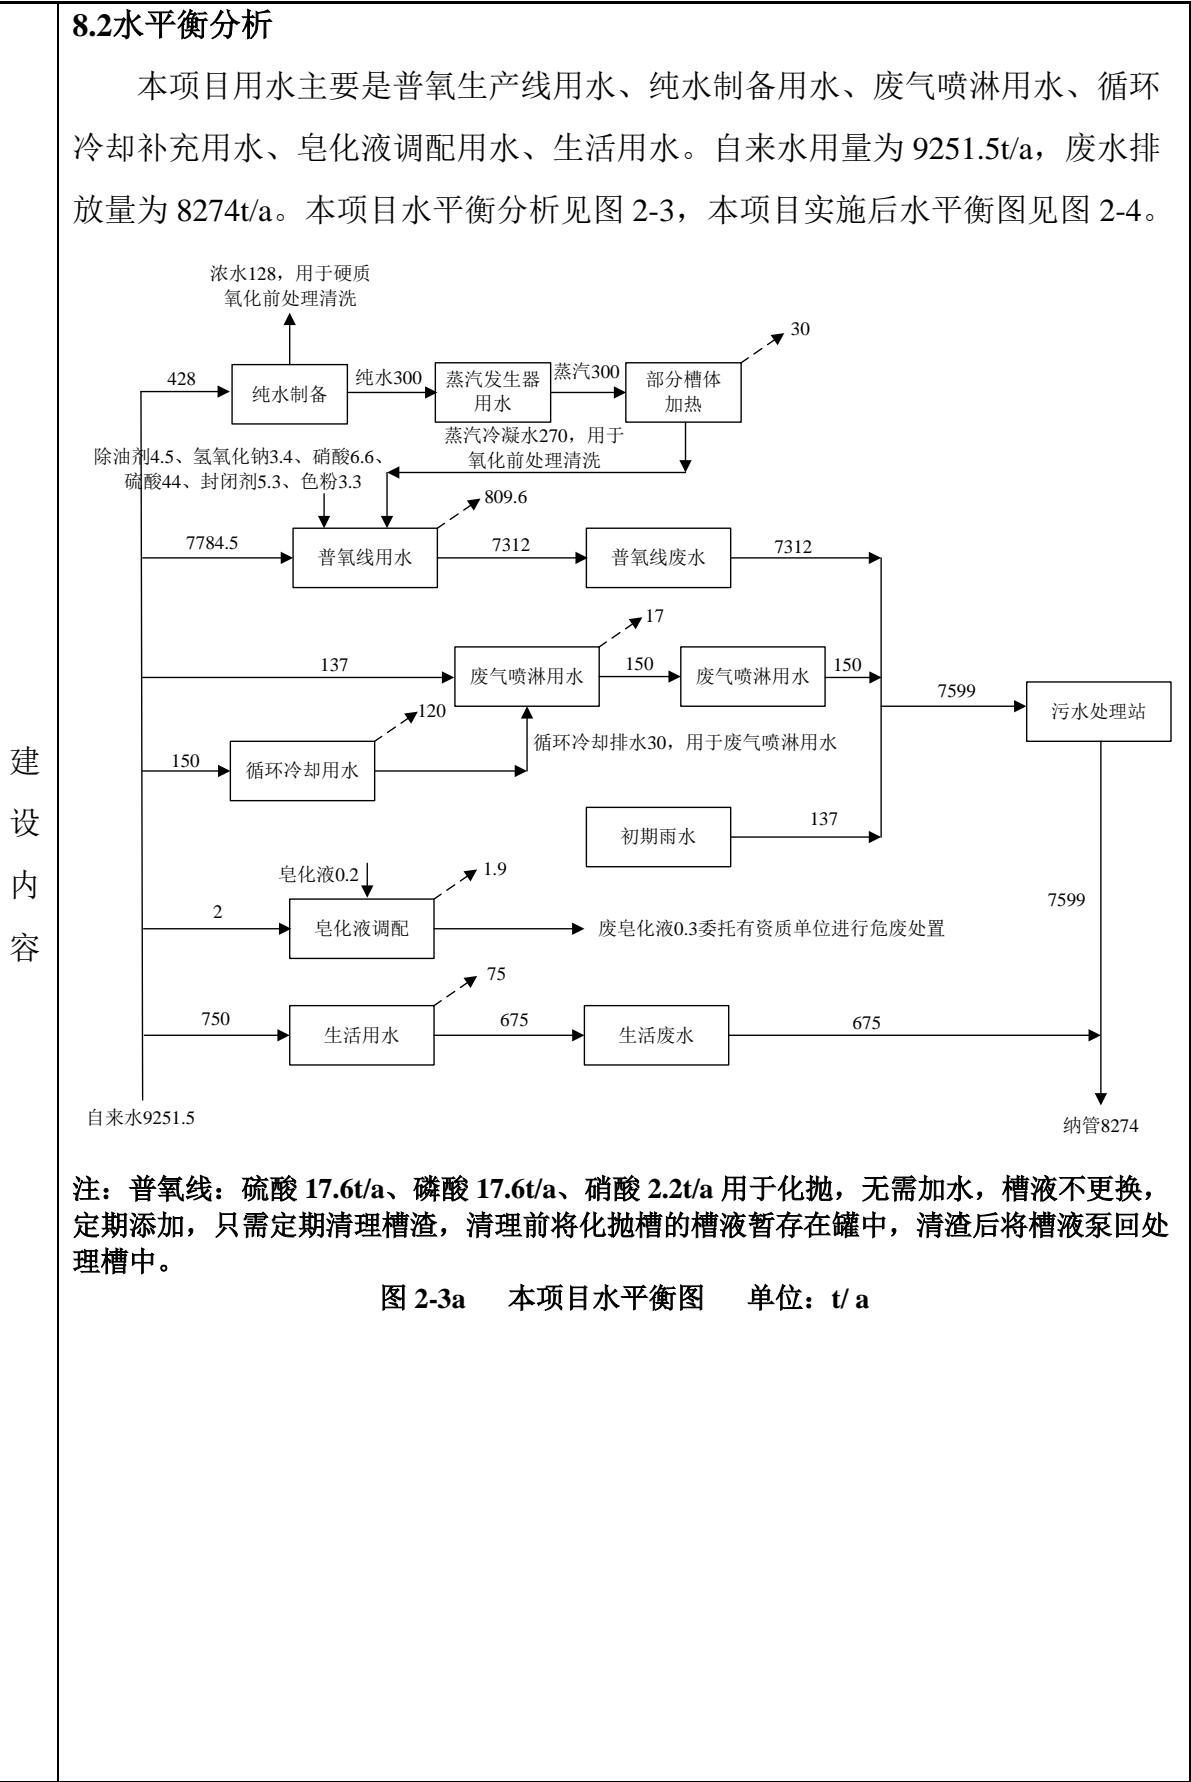 8.2水平衡分析
本项目用水主要是普氧生产线用水、纯水制备用水、废气喷淋用水、循环
冷却补充用水、皂化液调配用水、生活用水。自来水用量为 9251.5t/a，废水排
放量为 8274t/a。本项目水平衡分析见图 2-3，本项目实施后水平衡图见图 2-4。
浓水128，用于硬质
氧化前处理清洗
30
428
纯水制备
纯水300
蒸汽发生器
用水
蒸汽300
部分槽体
加热
蒸汽冷凝水270，用于
氧化前处理清洗
除油剂4.5、氢氧化钠3.4、硝酸6.6、
硫酸44、封闭剂5.3、色粉3.3
809.6
7784.5
普氧线用水
7312
普氧线废水
7312
17
137
废气喷淋用水
150
废气喷淋用水
150
7599
污水处理站
120
循环冷却排水30，用于废气喷淋用水
150
循环冷却用水
初期雨水
137
皂化液0.2
1.9
7599
2
皂化液调配
废皂化液0.3委托有资质单位进行危废处置
75
750
生活用水
675
生活废水
675
自来水9251.5
纳管8274
注：普氧线：硫酸 17.6t/a、磷酸 17.6t/a、硝酸 2.2t/a 用于化抛，无需加水，槽液不更换，
定期添加，只需定期清理槽渣，清理前将化抛槽的槽液暂存在罐中，清渣后将槽液泵回处
理槽中。
图 2-3a 本项目水平衡图 单位：t/ a
建
设
内
容